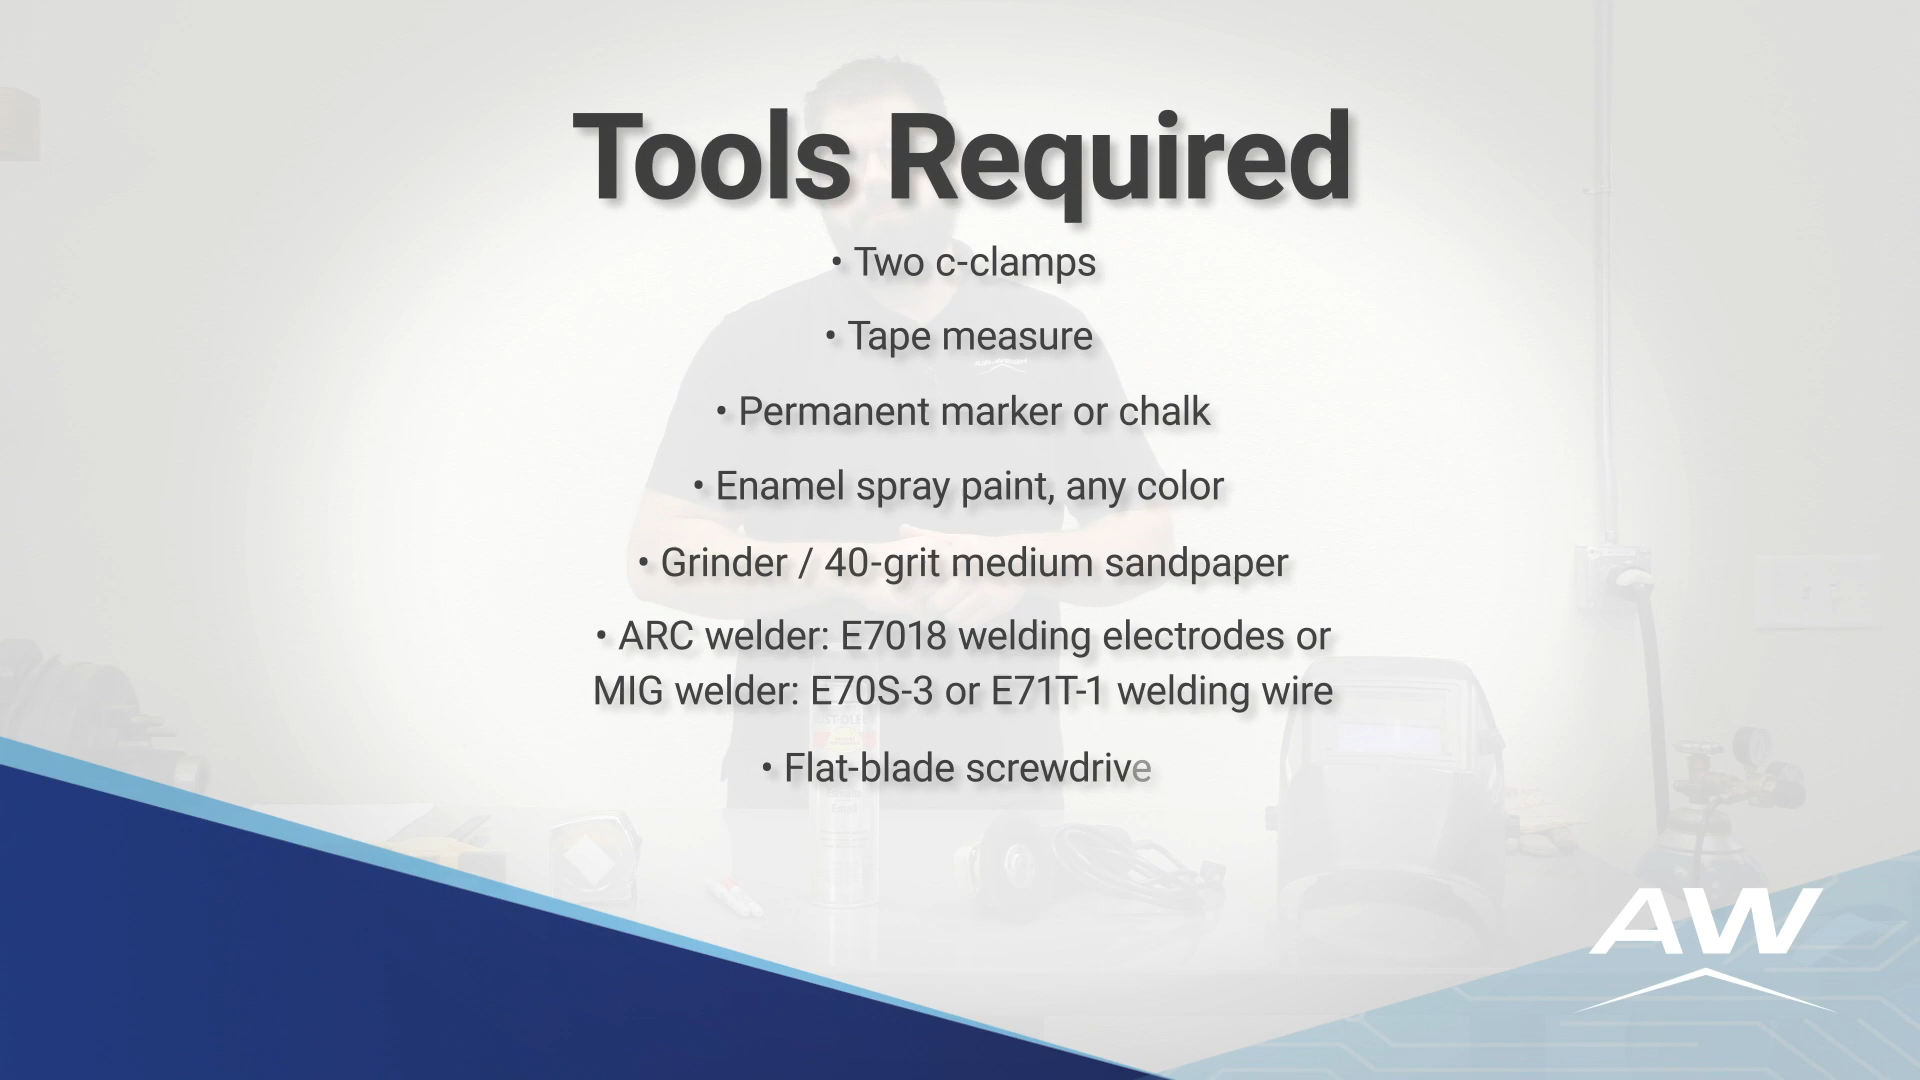 Tools Required
• Two c-clamps
• Tape measure
• Permanent marker or chalk
• Enamel spray paint, any color
• Grinder / 40-grit medium sandpaper
• ARC welder: E7018 welding electrodes or
MIG welder: E70S-3 or E71T-1 welding wire
• Flat-blade screwdrive
AW